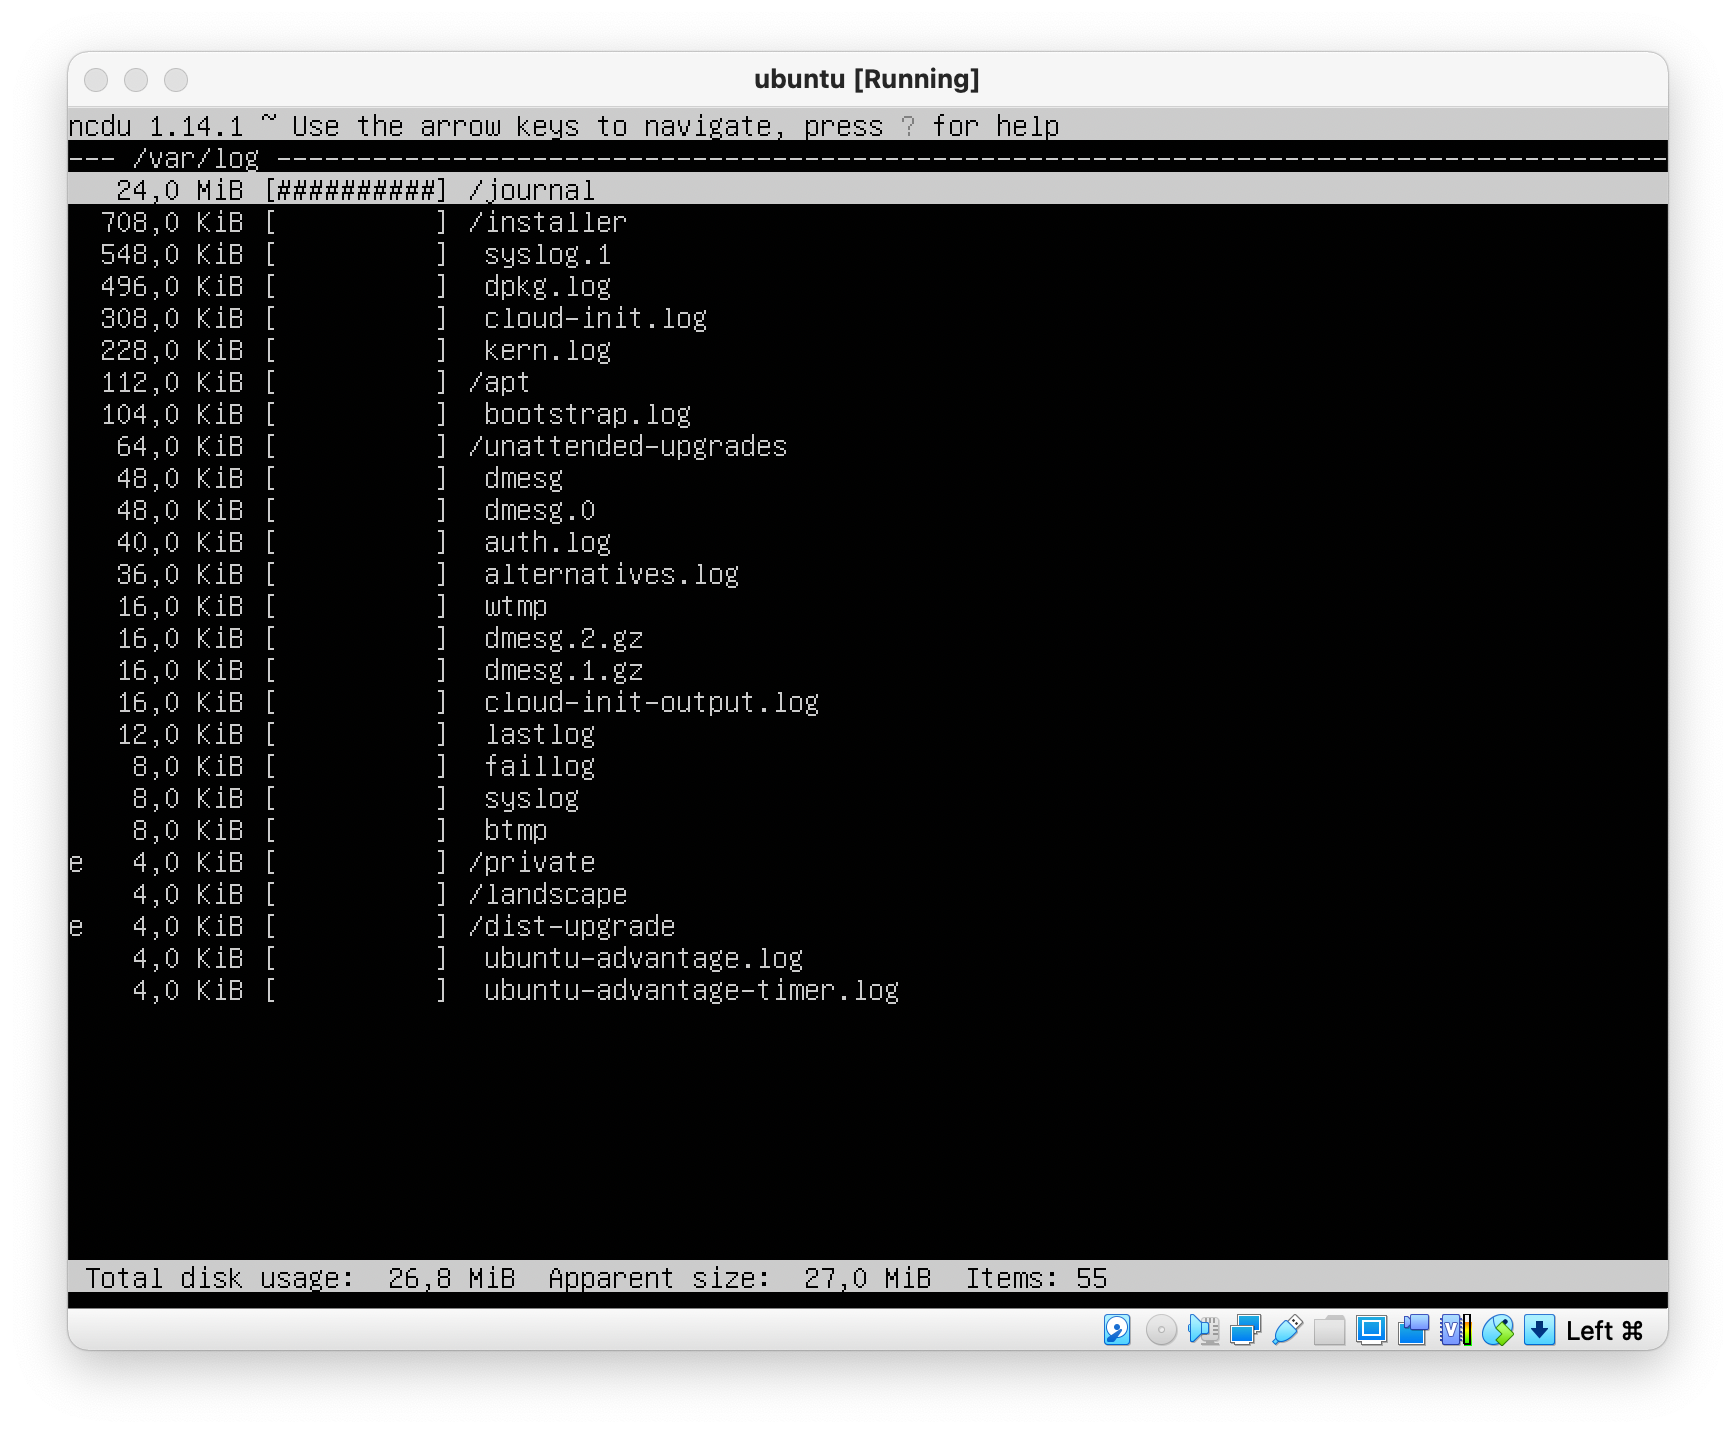 ubuntu [Running]
ncdu 1.14.1 ~ Use the arrow keys to navigate, press ? for help
--- /var/log ---------------------------------------------------------------------------------------
   24,0 MiB [##########] /journal
  708,0 KiB [          ] /installer
  548,0 KiB [          ]  syslog.1
  496,0 KiB [          ]  dpkg.log
  308,0 KiB [          ]  cloud-init.log
  228,0 KiB [          ]  kern.log
  112,0 KiB [          ] /apt
  104,0 KiB [          ]  bootstrap.log
   64,0 KiB [          ] /unattended-upgrades
   48,0 KiB [          ]  dmesg
   48,0 KiB [          ]  dmesg.0
   40,0 KiB [          ]  auth.log
   36,0 KiB [          ]  alternatives.log
   16,0 KiB [          ]  wtmp
   16,0 KiB [          ]  dmesg.2.gz
   16,0 KiB [          ]  dmesg.1.gz
   16,0 KiB [          ]  cloud-init-output.log
   12,0 KiB [          ]  lastlog
    8,0 KiB [          ]  faillog
    8,0 KiB [          ]  syslog
    8,0 KiB [          ]  btmp
e   4,0 KiB [          ] /private
    4,0 KiB [          ] /landscape
e   4,0 KiB [          ] /dist-upgrade
    4,0 KiB [          ]  ubuntu-advantage.log
    4,0 KiB [          ]  ubuntu-advantage-timer.log
Total disk usage:  26,8 MiB  Apparent size:  27,0 MiB  Items: 55
Left ⌘